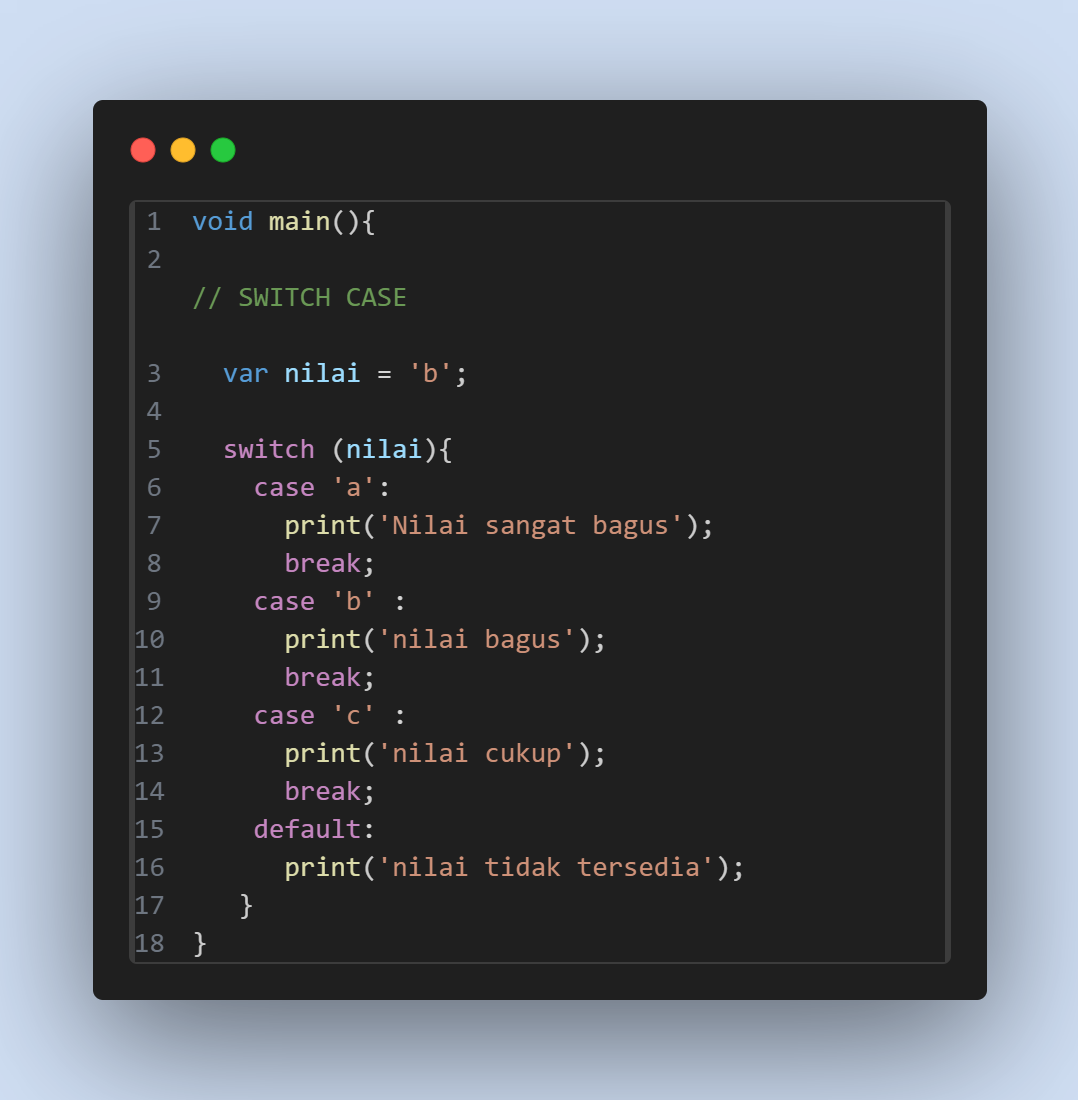 1 void main(){
2
// SWITCH CASE
3   var nilai = 'b';
4
5   switch (nilai){
6     case 'a':
7       print('Nilai sangat bagus');
8       break;
9     case 'b' :
10       print('nilai bagus');
11       break;
12     case 'c' :
13       print('nilai cukup');
14       break;
15     default:
16       print('nilai tidak tersedia');
17    }
18 }